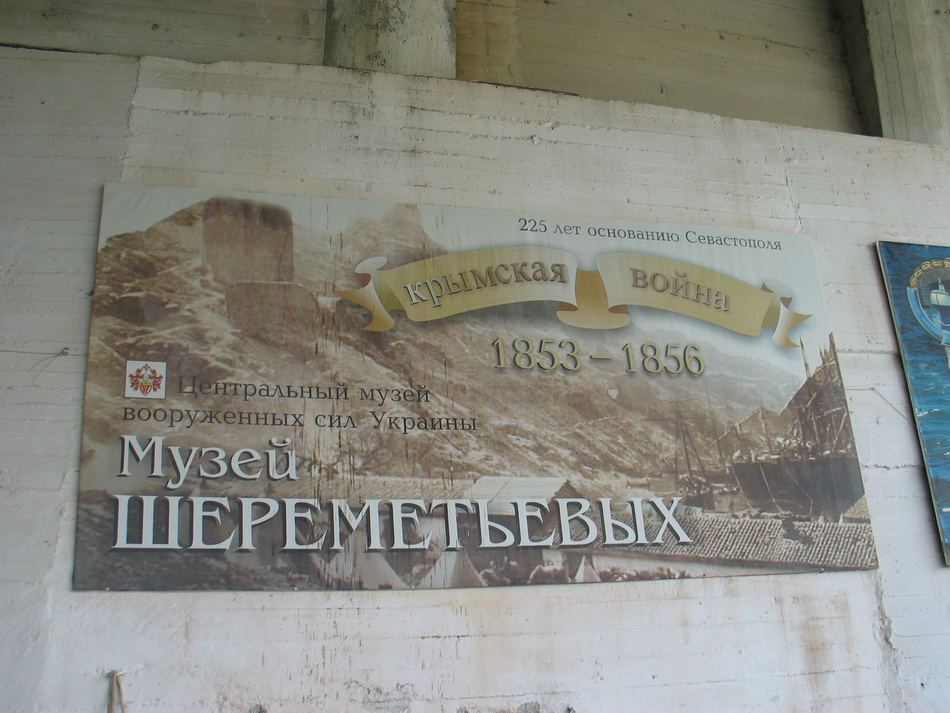 225 лет основанию Севастополя
крымская война
1853 – 1856
Центральный музей
вооруженных сил Украины
Музей
ШЕРЕМЕТЬЕВЫХ